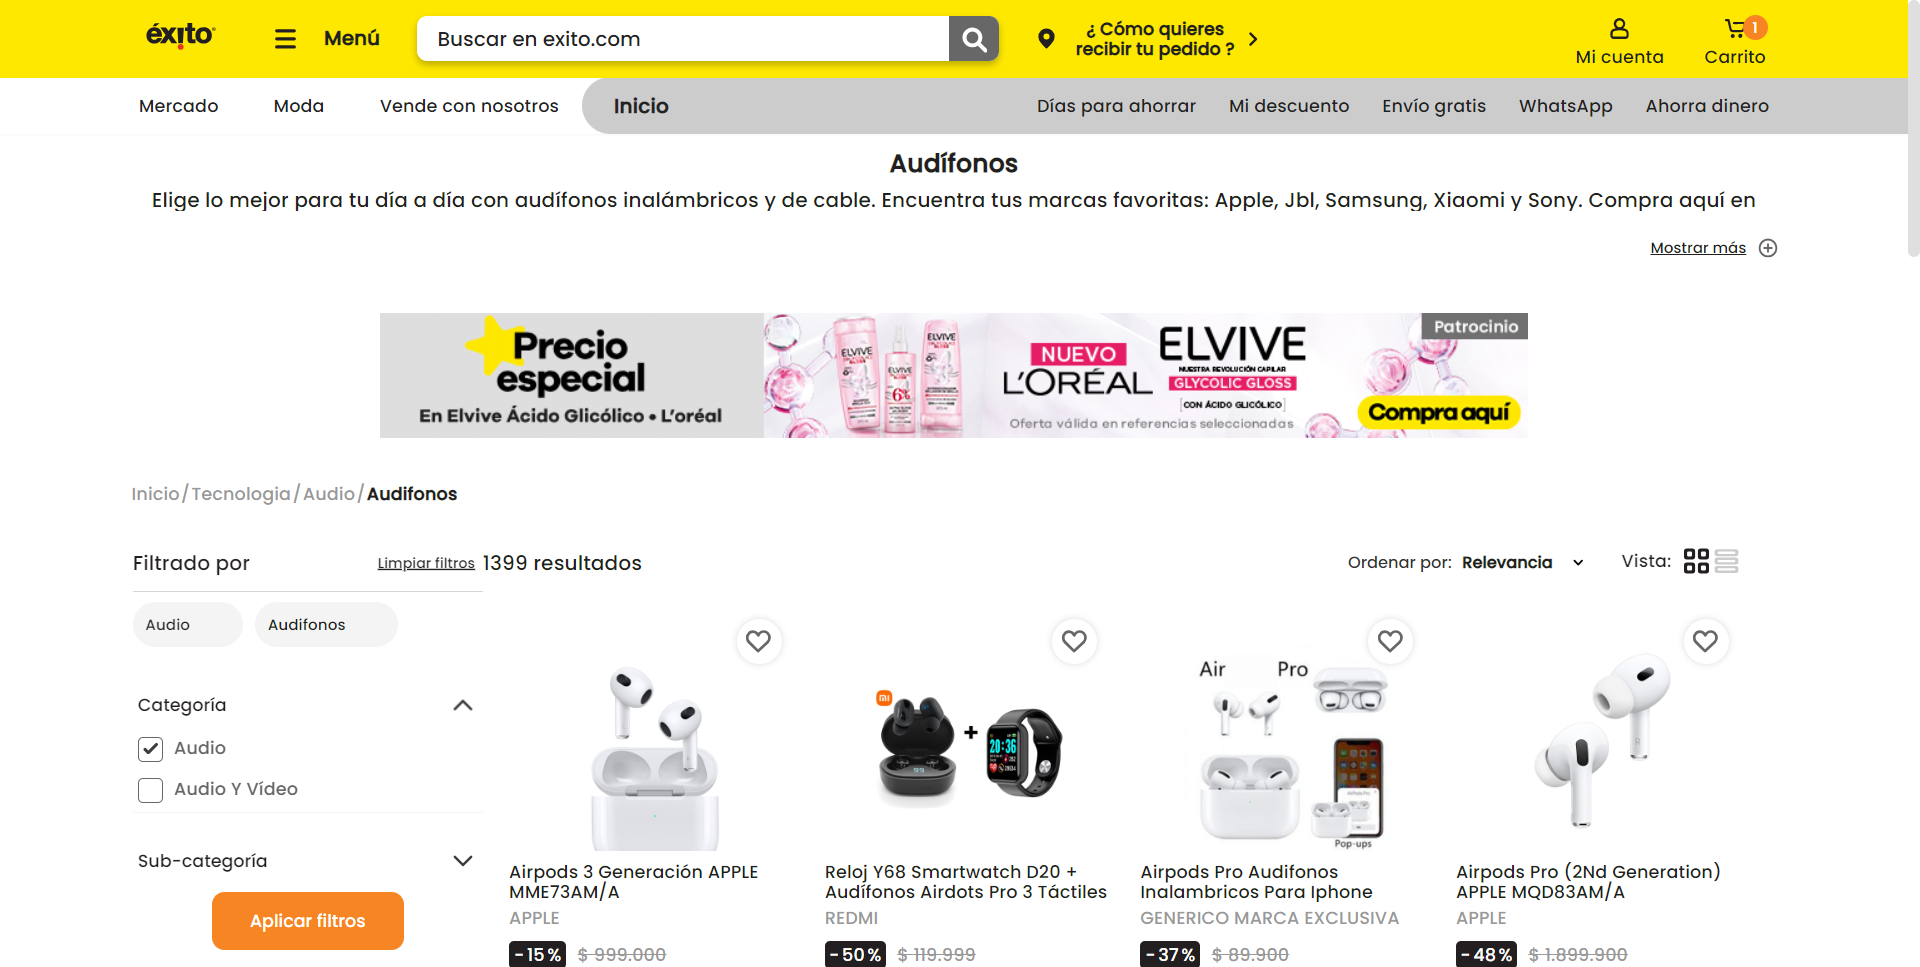 éxito
Menú
Buscar en exito.com
¿ Cómo quieres
recibir tu pedido ?
Mi cuenta
1
Carrito
Mercado
Moda
Vende con nosotros
Inicio
Días para ahorrar
Mi descuento
Envío gratis
WhatsApp
Ahorra dinero
Audífonos
Elige lo mejor para tu día a día con audífonos inalámbricos y de cable. Encuentra tus marcas favoritas: Apple, Jbl, Samsung, Xiaomi y Sony. Compra aquí en
Mostrar más
Precio
especial
En Elvive Ácido Glicólico • L'oréal
ELVIVE
ELVIVE
6%
ELVIVE
NUEVO
L'ORÉAL
ELVIVE
NUESTRA REVOLUCIÓN CAPILAR
GLYCOLIC GLOSS
[CON ÁCIDO GLICÓLICO]
Oferta válida en referencias seleccionadas
Patrocinio
Compra aquí
Inicio/Tecnologia/Audio/Audifonos
Filtrado por
Limpiar filtros
1399 resultados
Ordenar por: Relevancia
Vista:
Audio
Audifonos
Categoría
Audio
Audio Y Vídeo
Sub-categoría
Aplicar filtros
Airpods 3 Generación APPLE
MME73AM/A
APPLE
-15%
$ 999.000
mi
+
20:36
Reloj Y68 Smartwatch D20 +
Audífonos Airdots Pro 3 Táctiles
REDMI
-50%
$ 119.999
Air
Pro
Pop-ups
Airpods Pro Audifonos
Inalambricos Para Iphone
GENERICO MARCA EXCLUSIVA
-37%
$ 89.900
Airpods Pro (2Nd Generation)
APPLE MQD83AM/A
APPLE
-48%
$ 1.899.900